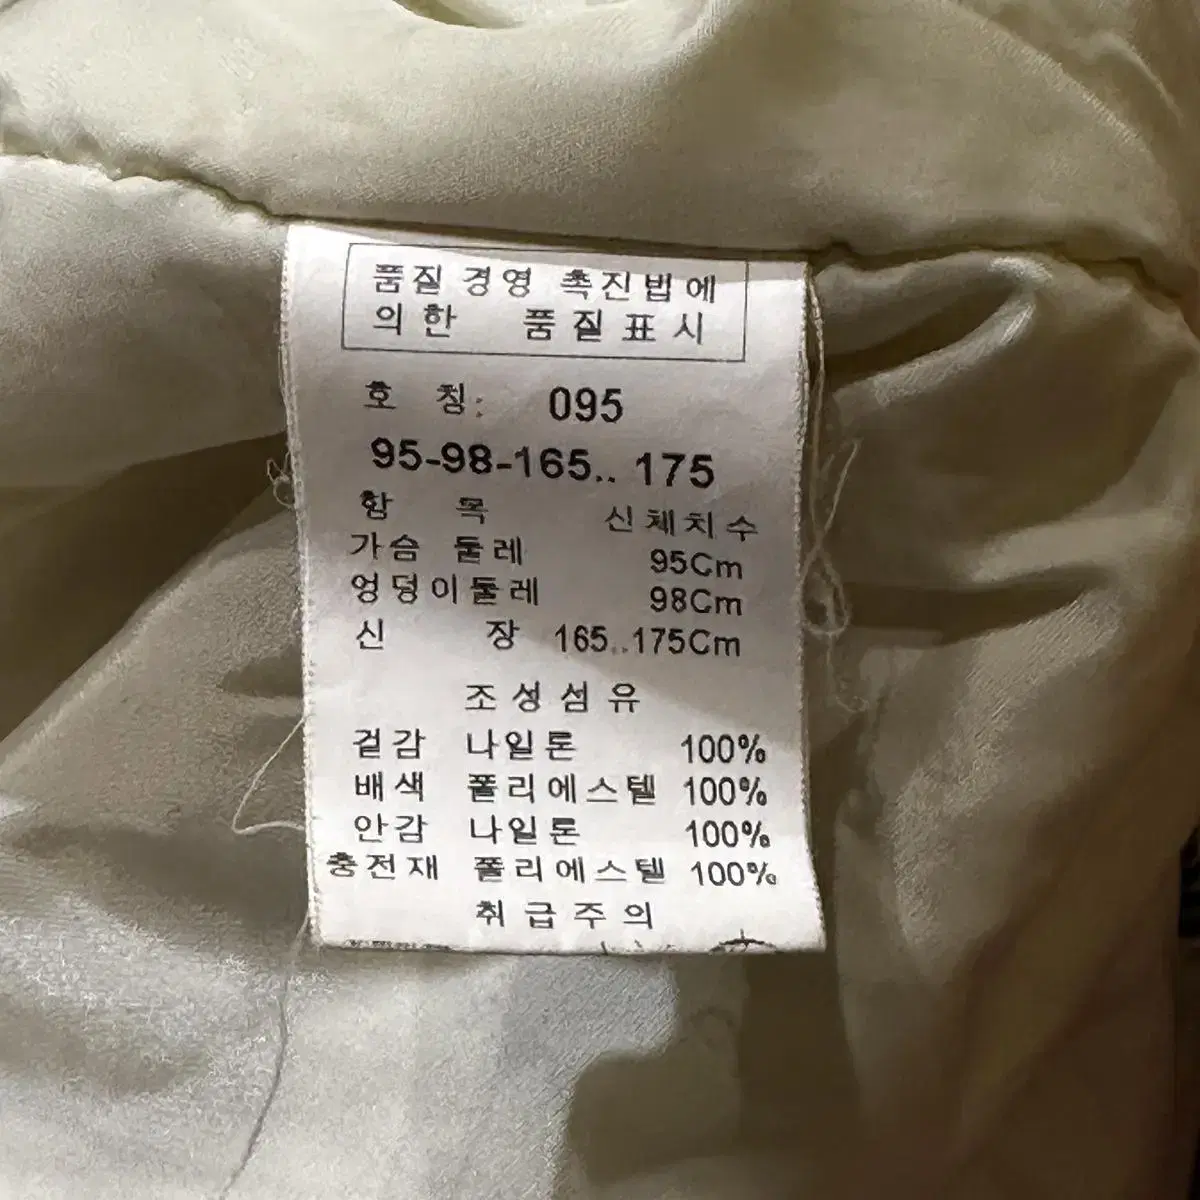 품질 경영 촉진법에
의한 품질표시
호 칭: 095
95-98-165..175
항 목 신체치수
가슴 둘레 95Cm
엉덩이둘레 98Cm
신 장 165..175Cm
조성섬유
겉감 나일론 100%
배색 폴리에스텔 100%
안감 나일론 100%
충전재 폴리에스텔 100%
취급주의